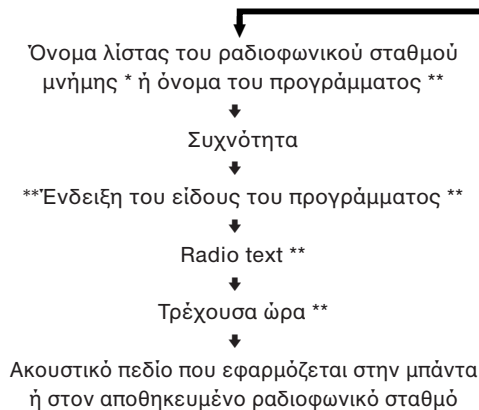 Όνομα λίστας του ραδιοφωνικού σταθμού
μνήμης * ή όνομα του προγράμματος **
Συχνότητα
**Ένδειξη του είδους του προγράμματος **
Radio text **
Τρέχουσα ώρα **
Ακουστικό πεδίο που εφαρμόζεται στην μπάντα
ή στον αποθηκευμένο ραδιοφωνικό σταθμό